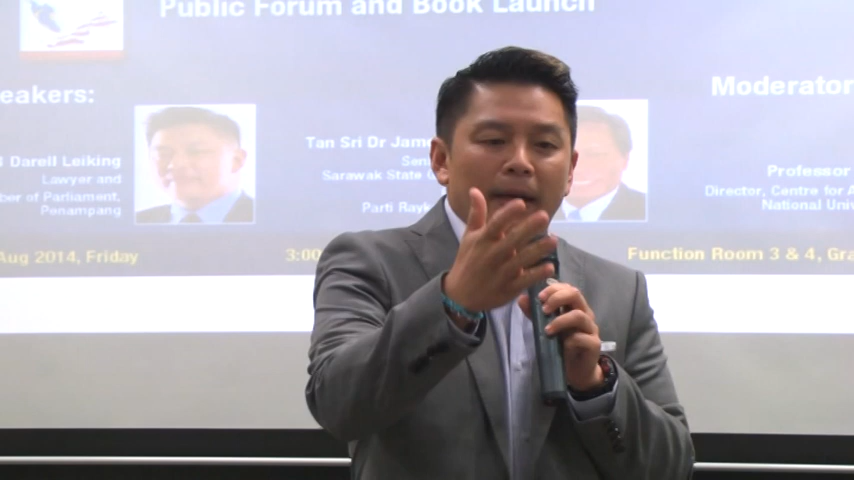 Public Forum and Book Launch
eakers:
Moderator
Darell Leiking
Lawyer and
ber of Parliament,
Penampang
Tan Sri Dr Jame
Sen
Sarawak State
Parti Rayk
Professor
Director, Centre for A
National Univ
Aug 2014, Friday
3:00
Function Room 3 & 4, Gra